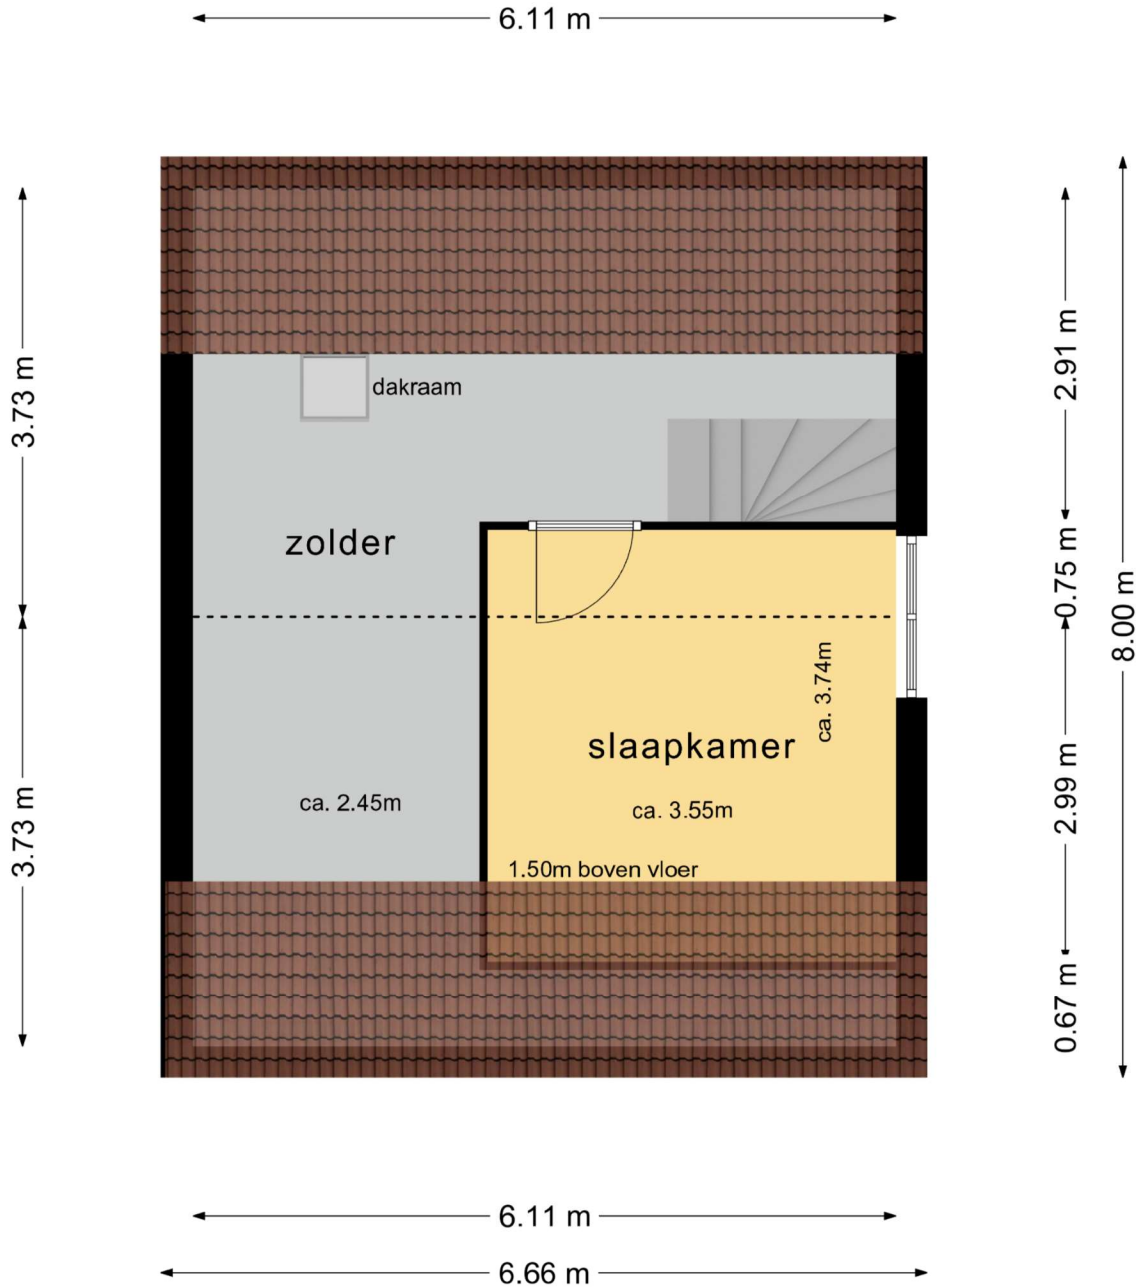 6.11 m
3.73 m
2.91 m
dakraam
zolder
0.75 m
8.00 m
ca. 3.74m
slaapkamer
ca. 2.45m
ca. 3.55m
2.99 m
3.73 m
1.50m boven vloer
0.67 m
6.11 m
6.66 m